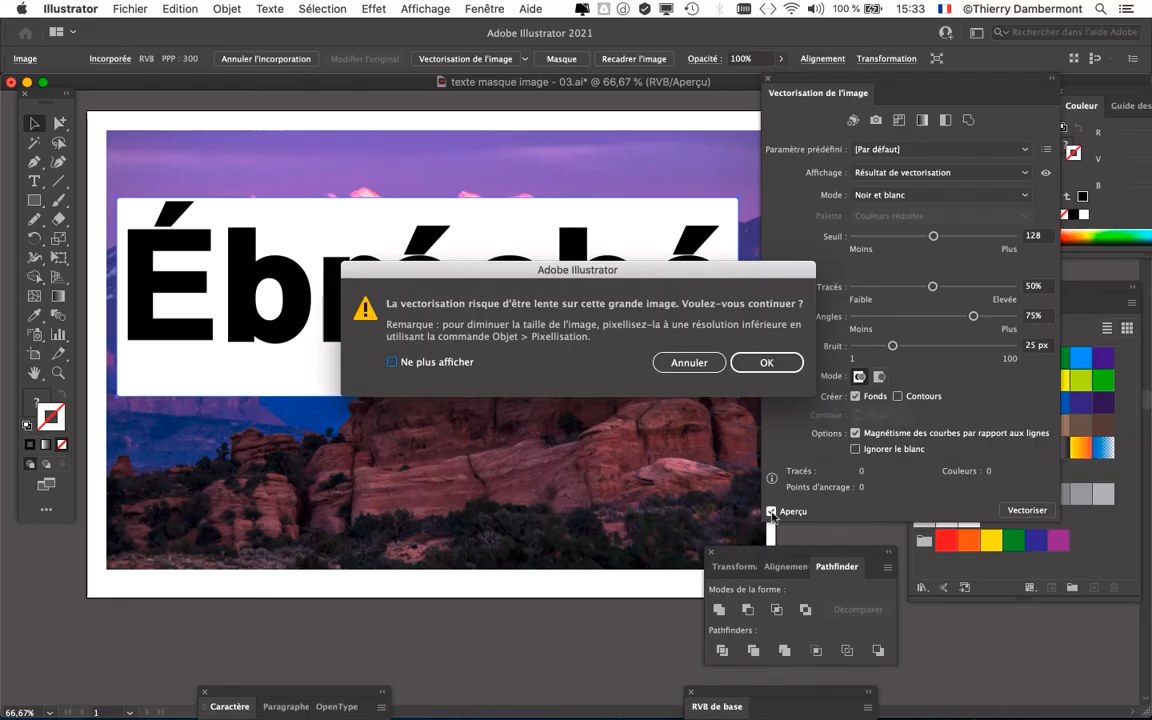 Illustrator Fichier Edition Objet Texte Sélection Effet Affichage Fenêtre Aide 100 % 15:33 ©Thierry Dambermont
Adobe Illustrator 2021
Rechercher dans l'aide Adobe
Image Incorporée RVB PPP : 300 Annuler l'incorporation Modifier l'original Vectorisation de l'image Masque Recadrer l'image Opacité : 100% Alignement Transformation
texte masque image - 03.ai* @ 66,67 % (RVB/Aperçu)
Vectorisation de l'image
Couleur Guide des
Paramètre prédéfini : [Par défaut]
R
Affichage : Résultat de vectorisation
V
Mode : Noir et blanc
B
Palette : Couleurs réduites
Seuil : 128
Moins Plus
Adobe Illustrator
La vectorisation risque d'être lente sur cette grande image. Voulez-vous continuer ?
Remarque : pour diminuer la taille de l'image, pixellisez-la à une résolution inférieure en
utilisant la commande Objet > Pixellisation.
Ne plus afficher
Annuler OK
Tracés : 50%
Faible Elevée
Angles : 75%
Moins Plus
Bruit : 25 px
1 100
Mode :
Créer : Fonds Contours
Contour :
Options : Magnétisme des courbes par rapport aux lignes
Ignorer le blanc
Tracés : 0 Couleurs : 0
Points d'ancrage : 0
Aperçu Vectoriser
Transforma Alignemen Pathfinder
Modes de la forme :
Décomposer
Pathfinders :
66,67% 1
Caractère Paragraphe OpenType
RVB de base